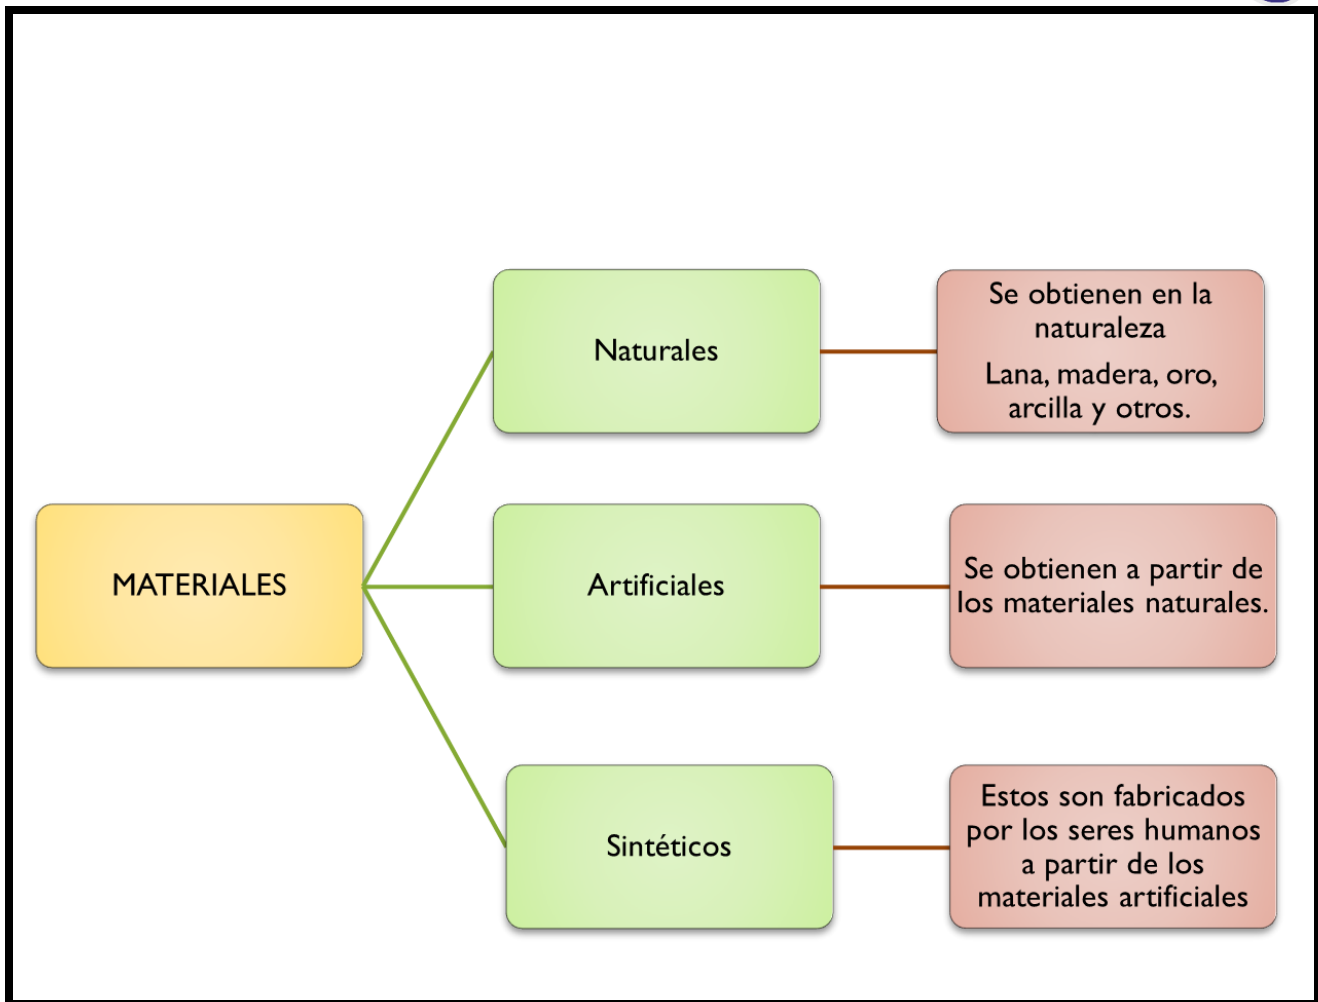 MATERIALES
Naturales
Se obtienen en la
naturaleza
Lana, madera, oro,
arcilla y otros.
Artificiales
Se obtienen a partir de
los materiales naturales.
Sintéticos
Estos son fabricados
por los seres humanos
a partir de los
materiales artificiales